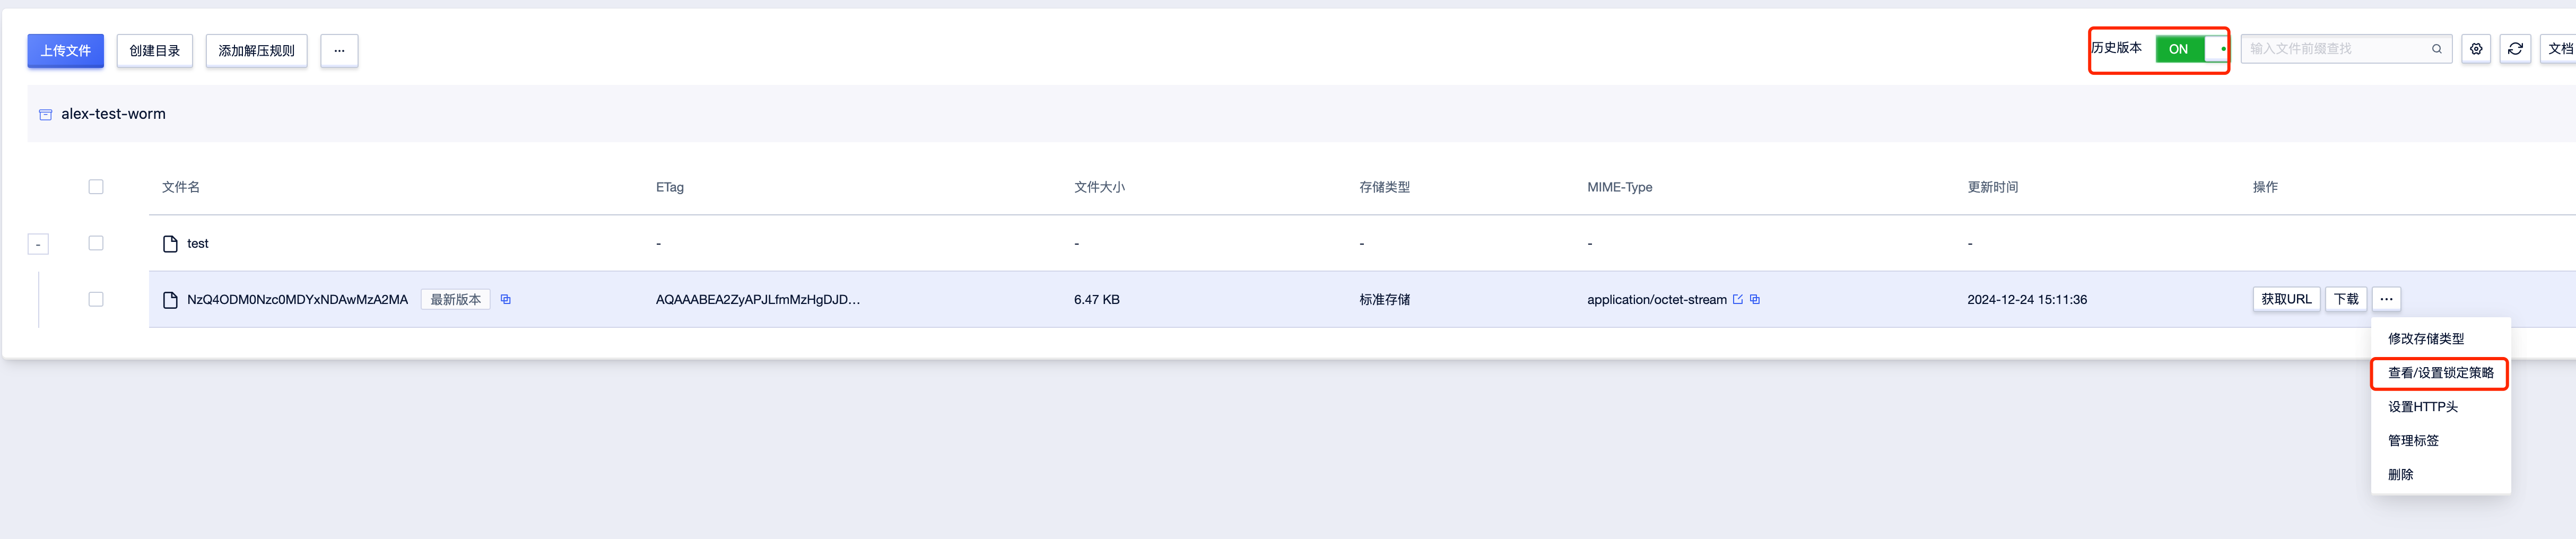 上传文件 创建目录 添加解压规则 ... 历史版本 ON 输入文件前缀查找 文档
alex-test-worm
文件名 ETag 文件大小 存储类型 MIME-Type 更新时间 操作
- test - - - - -
NzQ4ODM0Nzc0MDYxNDAwMzA2MA 最新版本 AQAAABEA2ZyAPJLfmMzHgDJD... 6.47 KB 标准存储 application/octet-stream 2024-12-24 15:11:36 获取URL 下载 ...
修改存储类型
查看/设置锁定策略
设置HTTP头
管理标签
删除